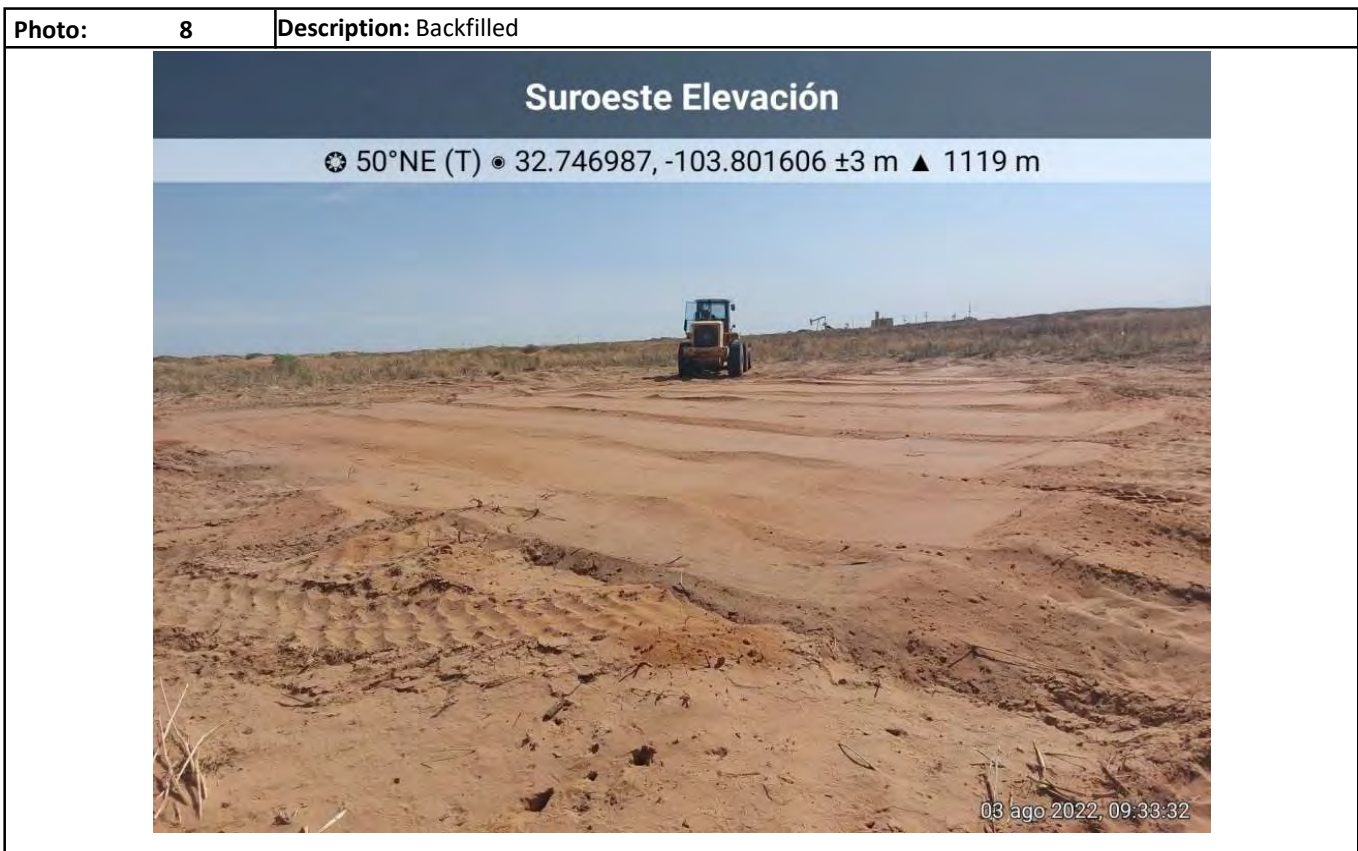 Photo: 8 Description: Backfilled
Suroeste Elevación
50°NE (T) ◉ 32.746987, -103.801606 ±3 m ▲ 1119 m
03 ago 2022, 09:33:32